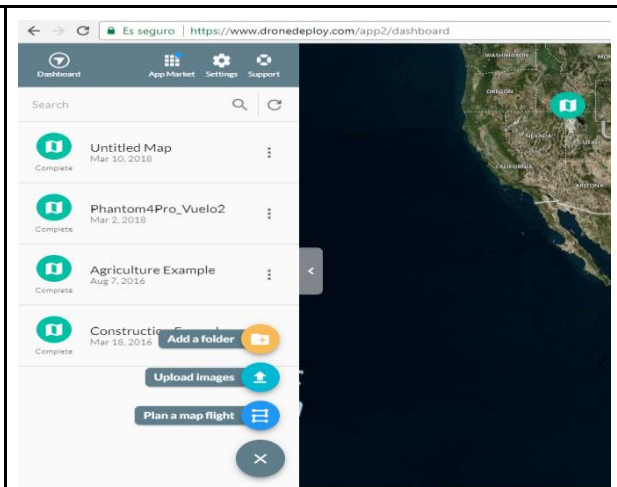 Es seguro | https://www.dronedeploy.com/app2/dashboard
Dashboard
App Market
Settings
Support
Search
Untitled Map
Mar 10, 2018
Complete
Phantom4Pro_Vuelo2
Mar 2, 2018
Complete
Agriculture Example
Aug 7, 2016
Complete
Mar 18, 2016
Complete
Add a folder
Upload images
Plan a map flight
WASHINGTON
OREGON
NEVADA
UTAH
CALIFORNIA
ARIZONA